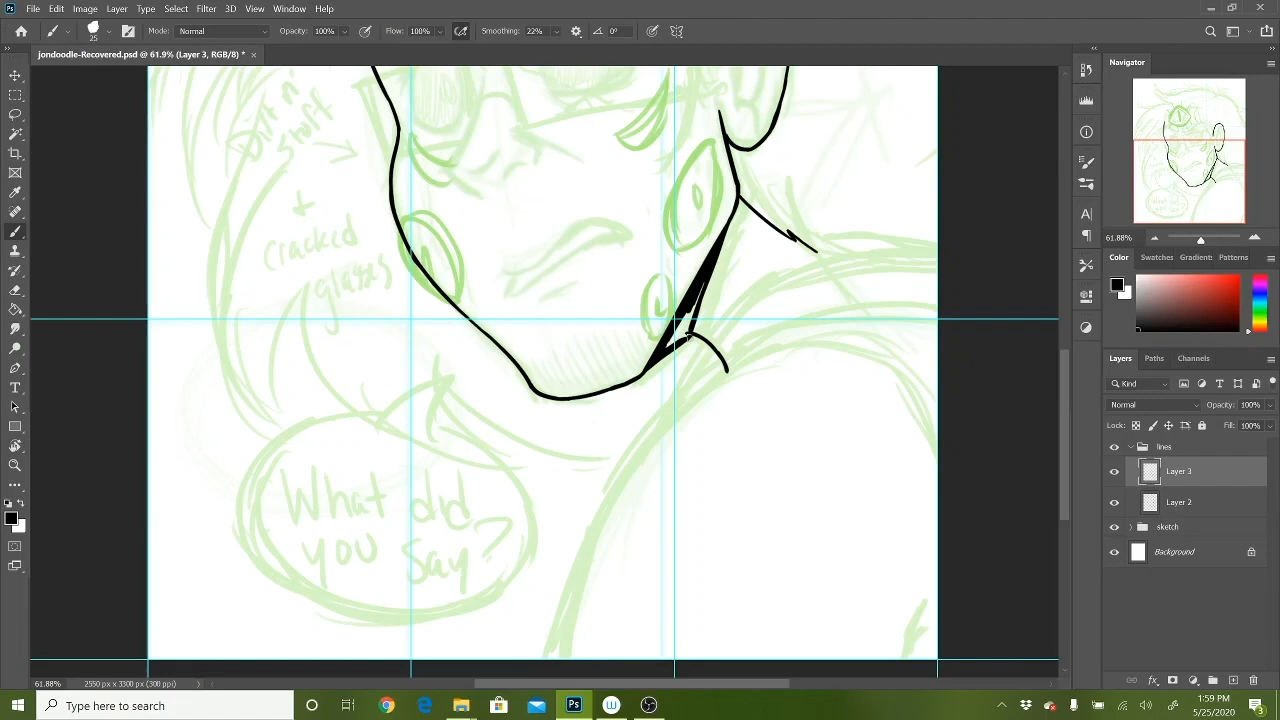 File Edit Image Layer Type Select Filter 3D View Window Help
25 Mode: Normal Opacity: 100% Flow: 100% Smoothing: 22% 0°
jondoodle-Recovered.psd @ 61.9% (Layer 3, RGB/8) * ×
Navigator
61.88%
Color Swatches Gradient: Patterns
Layers Paths Channels
Kind
Normal Opacity: 100%
Lock: Fill: 100%
lines
Layer 3
Layer 2
sketch
Background
Dirt n'
stuff
+
cracked
glasses
What did
you say?
61.88% 2550 px x 3300 px (300 ppi)
Type here to search
1:59 PM
5/25/2020